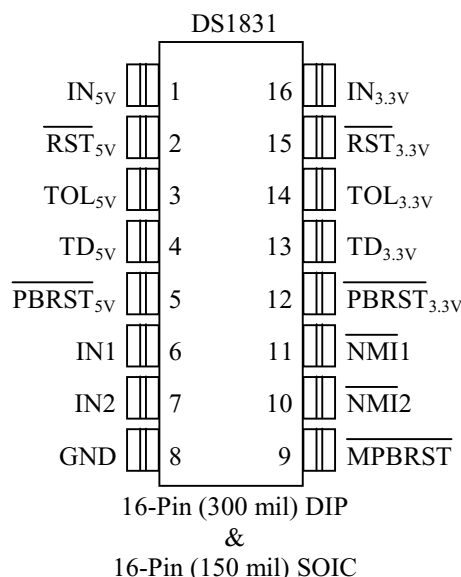 DS1831
IN5V 1 16 IN3.3V
RST5V 2 15 RST3.3V
TOL5V 3 14 TOL3.3V
TD5V 4 13 TD3.3V
PBRST5V 5 12 PBRST3.3V
IN1 6 11 NMI1
IN2 7 10 NMI2
GND 8 9 MPBRST
16-Pin (300 mil) DIP
&
16-Pin (150 mil) SOIC